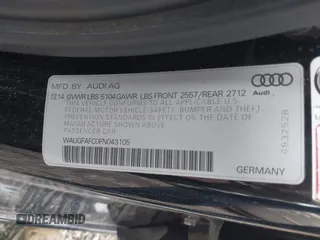 MFD BY AUDI AG
12.14 GVWR LBS 5104 GAWR LBS FRONT 2557/REAR 2712
THIS VEHICLE CONFORMS TO ALL APPLICABLE U.S.
FEDERAL MOTOR VEHICLE SAFETY, BUMPER AND THEFT
PREVENTION STANDARDS IN EFFECT ON THE DATE OF
MANUFACTURE SHOWN ABOVE
PASSENGER CAR
WAUGFAFC0FN043105
GERMANY
Audi
4932528
DREAMBID